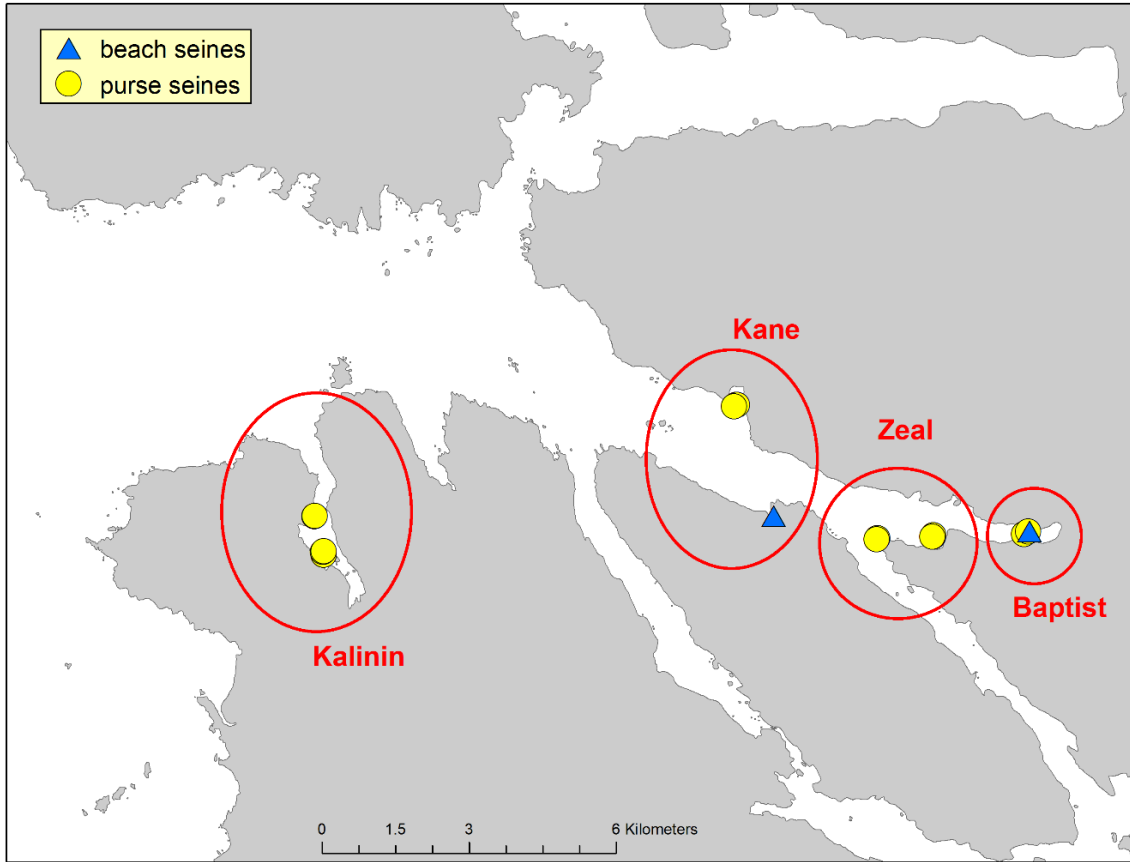 beach seines
purse seines
Kane
Zeal
Baptist
Kalinin
0 1.5 3 6 Kilometers